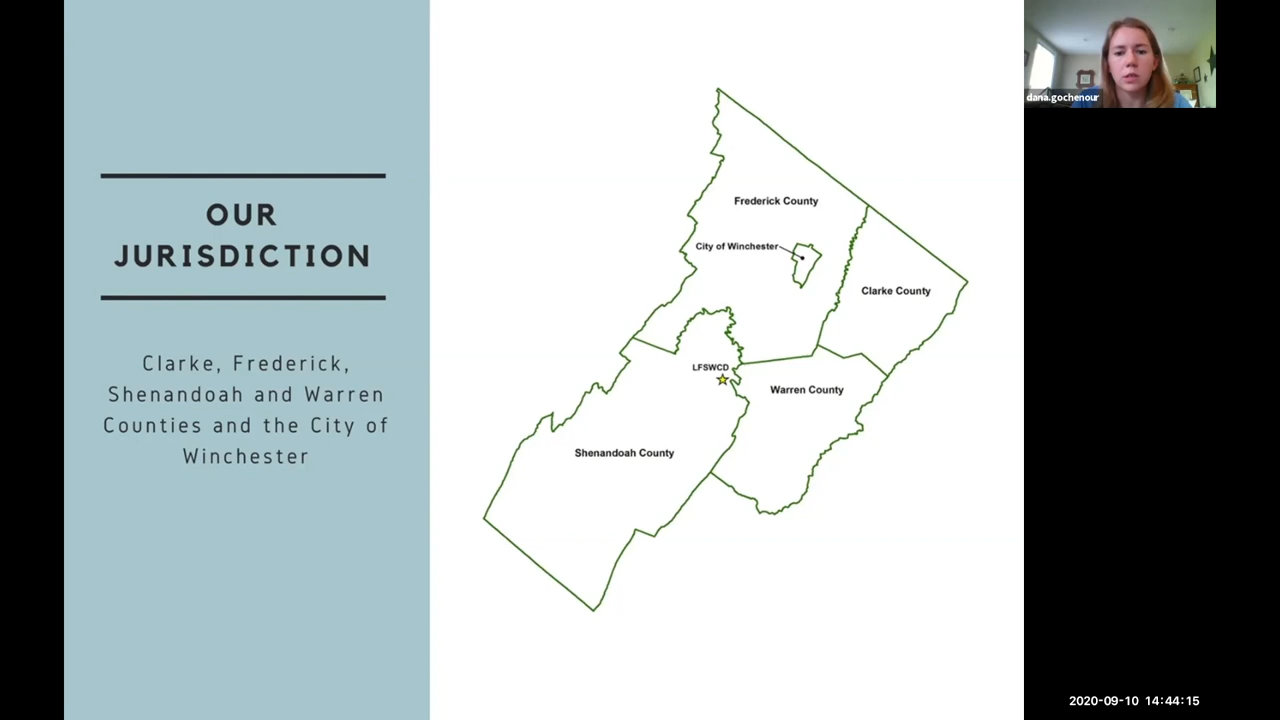 OUR
JURISDICTION
Clarke, Frederick,
Shenandoah and Warren
Counties and the City of
Winchester
Frederick County
City of Winchester
Clarke County
LFSWCD
Warren County
Shenandoah County
dana.gochenour
2020-09-10 14:44:15